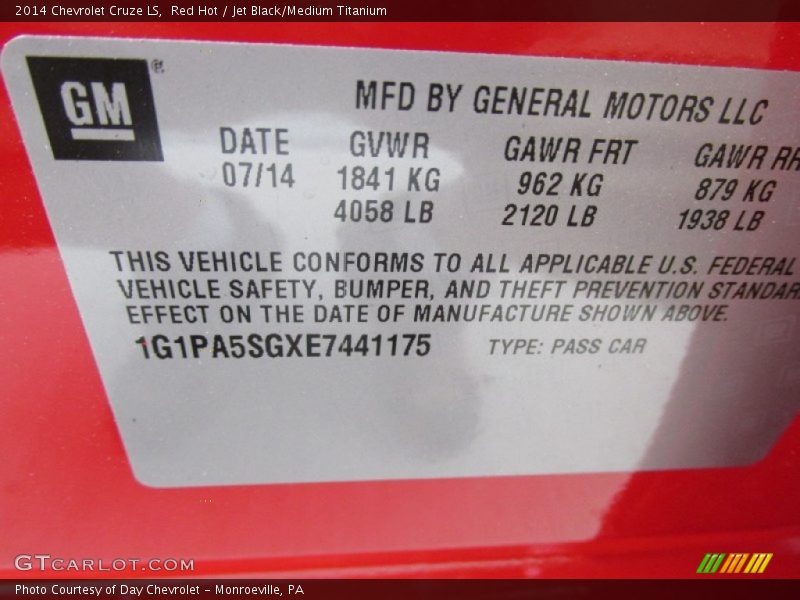 2014 Chevrolet Cruze LS,  Red Hot / Jet Black/Medium Titanium
GM ®
MFD BY GENERAL MOTORS LLC
DATE GVWR GAWR FRT GAWR RR
07/14 1841 KG 962 KG 879 KG
4058 LB 2120 LB 1938 LB
THIS VEHICLE CONFORMS TO ALL APPLICABLE U.S. FEDERAL
VEHICLE SAFETY, BUMPER, AND THEFT PREVENTION STANDAR
EFFECT ON THE DATE OF MANUFACTURE SHOWN ABOVE.
1G1PA5SGXE7441175 TYPE: PASS CAR
GTCARLOT.COM
Photo Courtesy of Day Chevrolet – Monroeville, PA